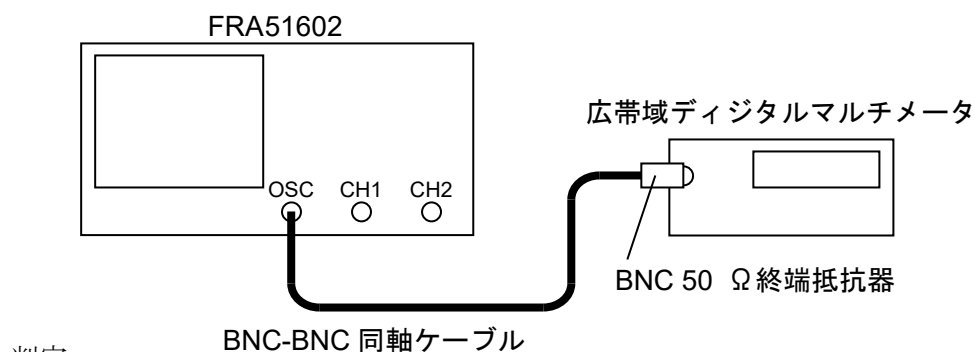 FRA51602
広帯域ディジタルマルチメータ
OSC CH1 CH2
BNC 50 Ω終端抵抗器
BNC-BNC 同軸ケーブル